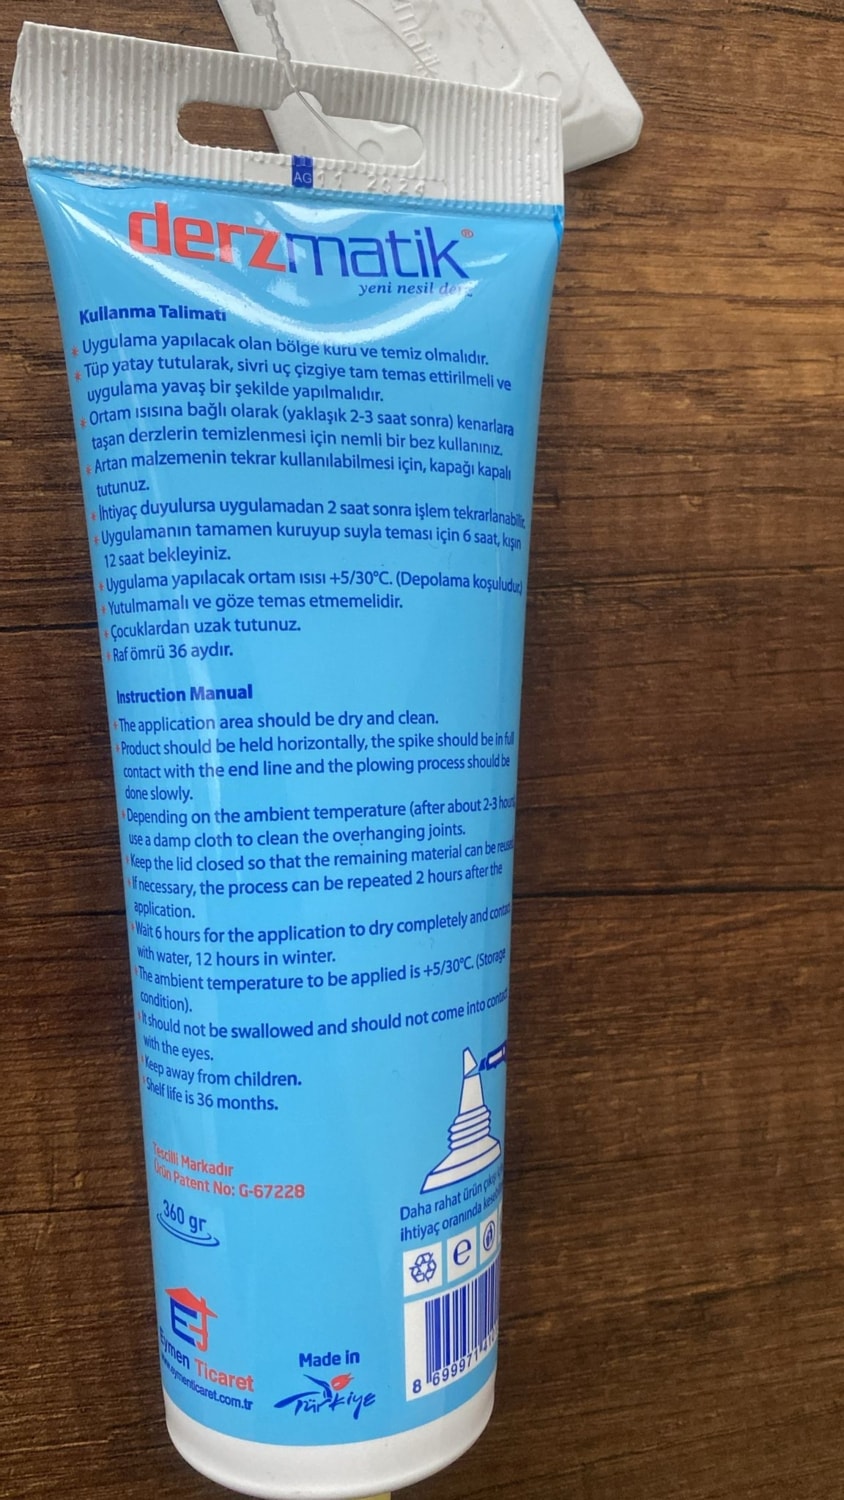 AG
2024
derzmatik®
yeni nesil derz
Kullanma Talimatı
* Uygulama yapılacak olan bölge kuru ve temiz olmalıdır.
* Tüp yatay tutularak, sivri uç çizgiye tam temas ettirilmeli ve
uygulama yavaş bir şekilde yapılmalıdır.
* Ortam ısısına bağlı olarak (yaklaşık 2-3 saat sonra) kenarlara
taşan derzlerin temizlenmesi için nemli bir bez kullanınız.
* Artan malzemenin tekrar kullanılabilmesi için, kapağı kapalı
tutunuz.
* İhtiyaç duyulursa uygulamadan 2 saat sonra işlem tekrarlanabilir.
* Uygulamanın tamamen kuruyup suyla teması için 6 saat, kışın
12 saat bekleyiniz.
* Uygulama yapılacak ortam ısısı +5/30°C. (Depolama koşuludur.)
* Yutulmamalı ve göze temas etmemelidir.
* Çocuklardan uzak tutunuz.
* Raf ömrü 36 aydır.
Instruction Manual
* The application area should be dry and clean.
* Product should be held horizontally, the spike should be in full
contact with the end line and the plowing process should be
done slowly.
* Depending on the ambient temperature (after about 2-3 hours
use a damp cloth to clean the overhanging joints.
* Keep the lid closed so that the remaining material can be reused
* If necessary, the process can be repeated 2 hours after the
application.
* Wait 6 hours for the application to dry completely and contact
with water, 12 hours in winter.
* The ambient temperature to be applied is +5/30°C. (Storage
condition).
* It should not be swallowed and should not come into contact
with the eyes.
* Keep away from children.
* Shelf life is 36 months.
Tescilli Markadır
Ürün Patent No: G-67228
360 gr
Daha rahat ürün çıkışı
ihtiyaç oranında
e
Eymen Ticaret
www.eymenticaret.com.tr
Made in
Türkiye
8 699971